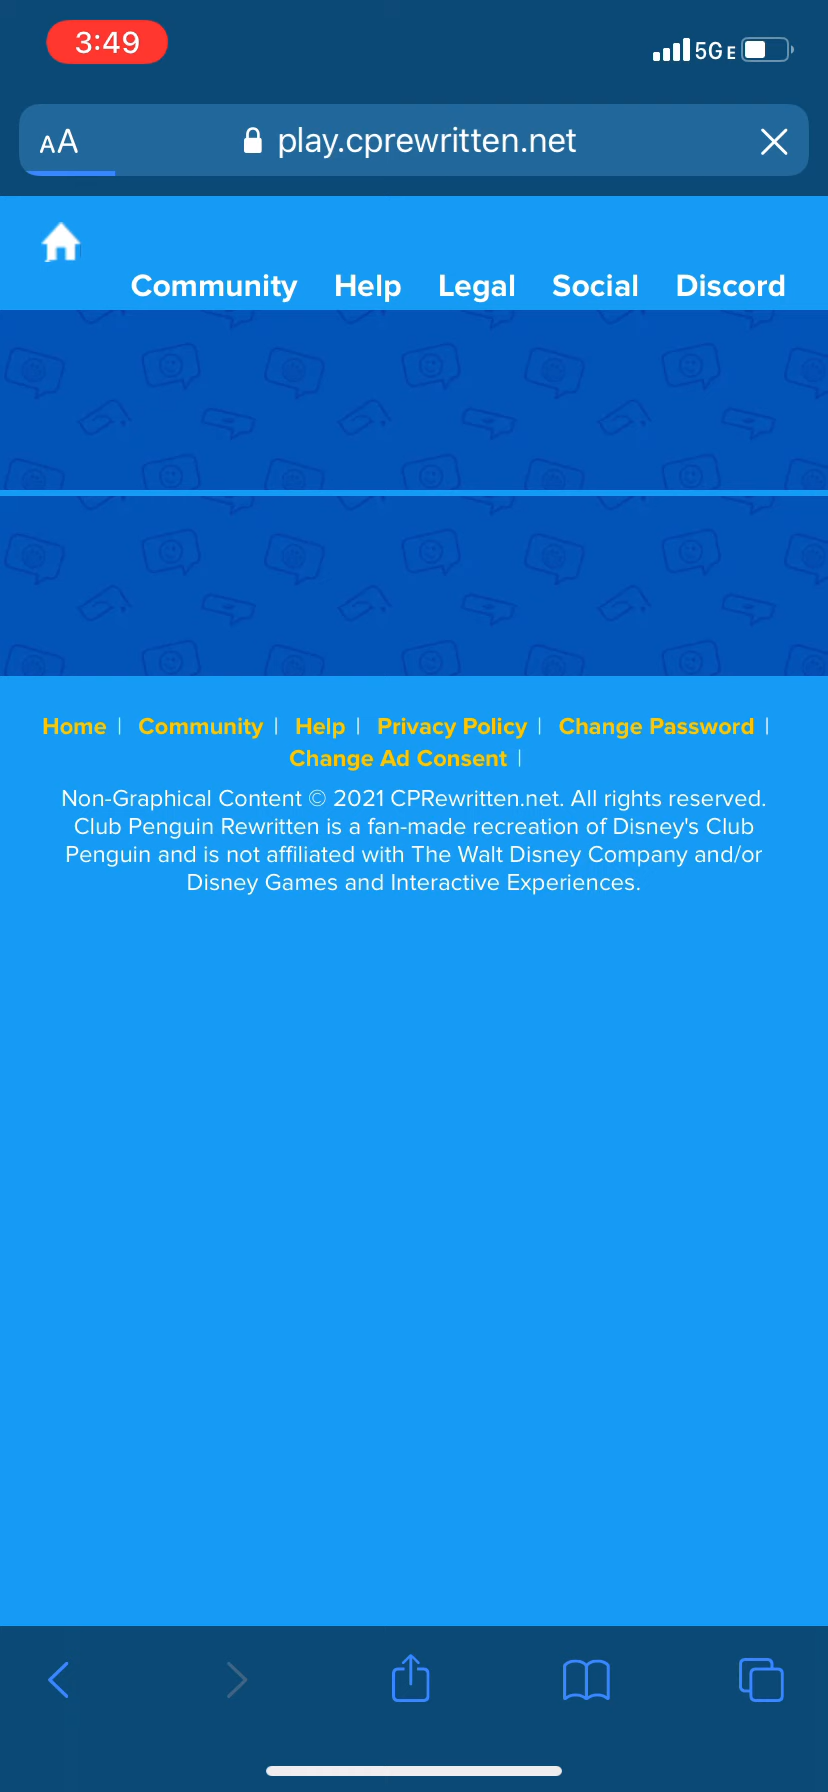 3:49
5GE
AA play.cprewritten.net
Community Help Legal Social Discord
Home | Community | Help | Privacy Policy | Change Password |
Change Ad Consent |
Non-Graphical Content © 2021 CPRewritten.net. All rights reserved.
Club Penguin Rewritten is a fan-made recreation of Disney's Club
Penguin and is not affiliated with The Walt Disney Company and/or
Disney Games and Interactive Experiences.